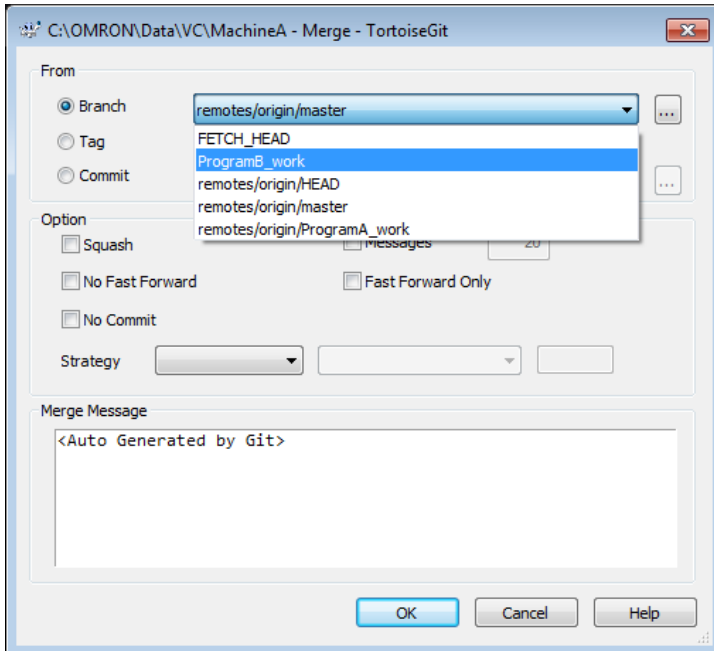 C:\OMRON\Data\VC\MachineA - Merge - TortoiseGit
From
Branch
remotes/origin/master
...
Tag
FETCH_HEAD
ProgramB_work
Commit
remotes/origin/HEAD
...
remotes/origin/master
remotes/origin/ProgramA_work
Option
Squash
Messages
20
No Fast Forward
Fast Forward Only
No Commit
Strategy
Merge Message
<Auto Generated by Git>
OK
Cancel
Help